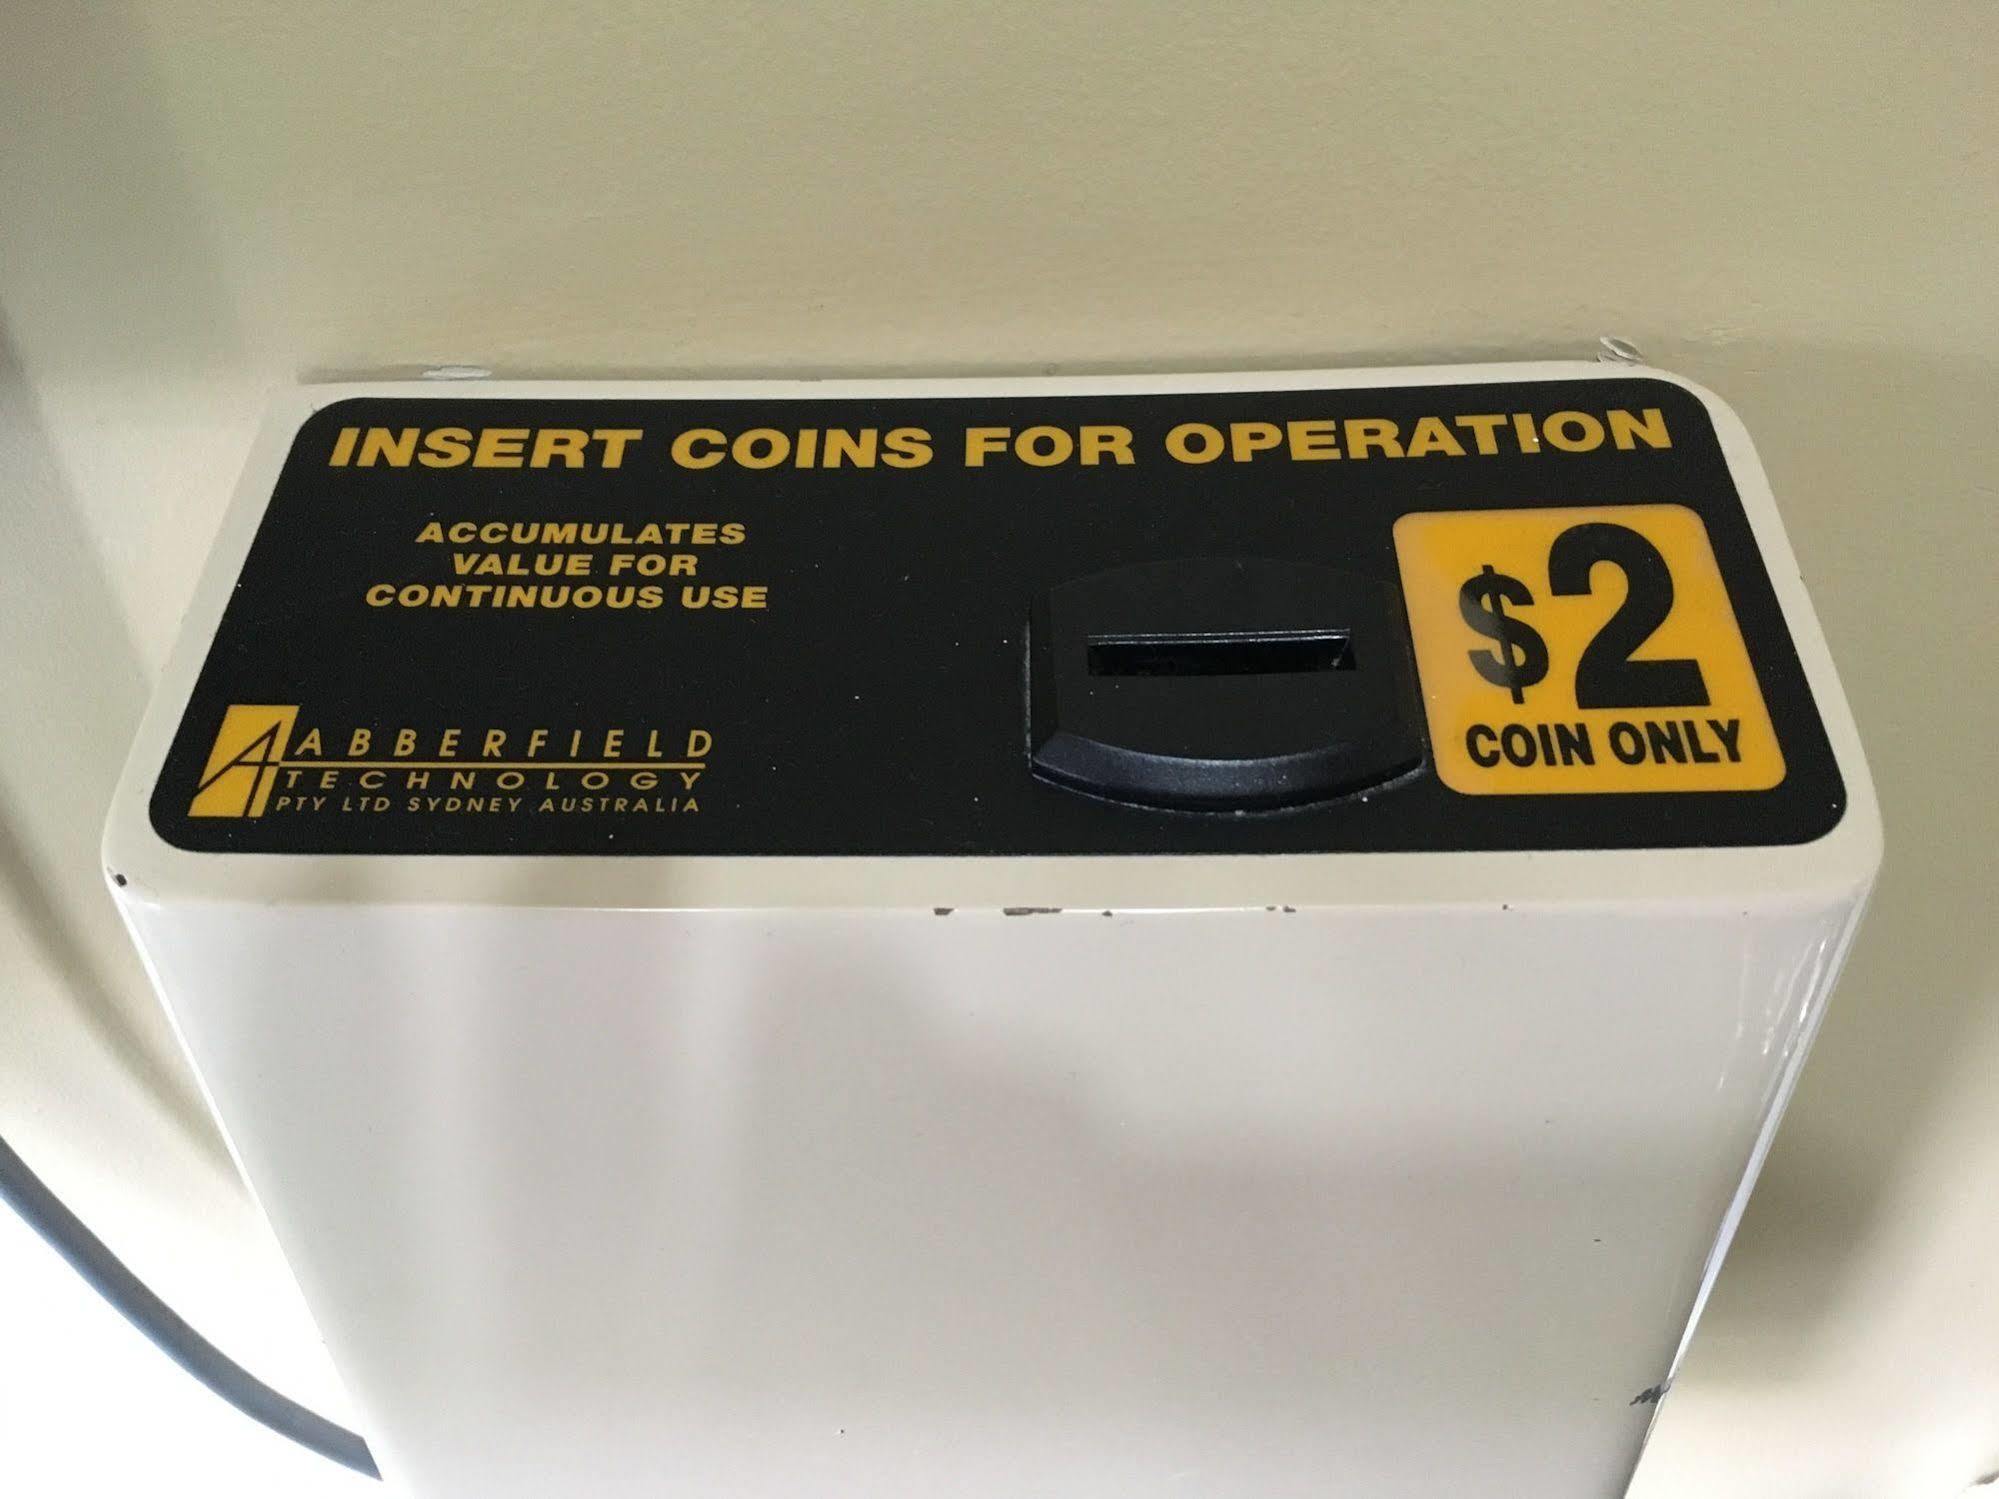 INSERT COINS FOR OPERATION
ACCUMULATES
VALUE FOR
CONTINUOUS USE
$2
COIN ONLY
ABBERFIELD
TECHNOLOGY
PTY LTD SYDNEY AUSTRALIA